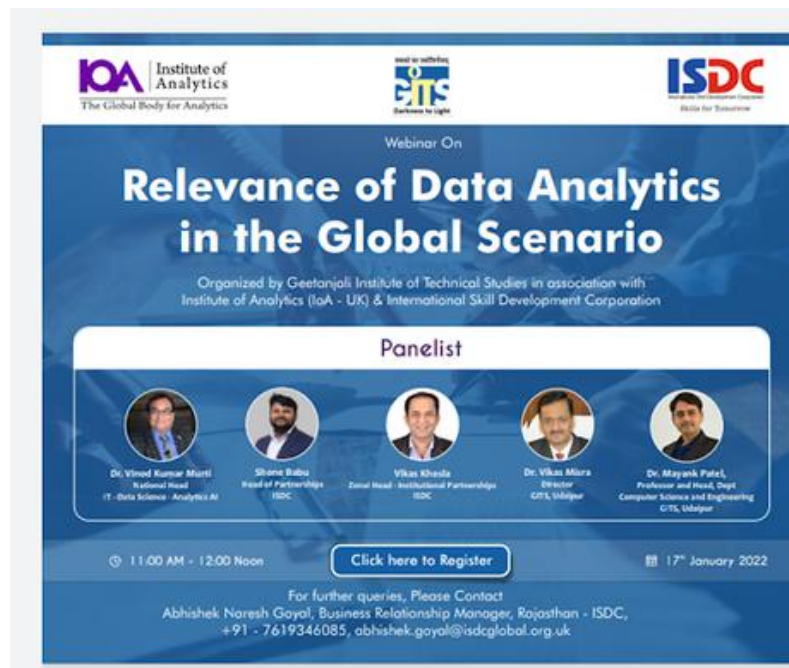 IOA Institute of
Analytics
The Global Body for Analytics
GITS
Darkness to Light
ISDC
International Skill Development Corporation
Skills for Tomorrow
Webinar On
Relevance of Data Analytics
in the Global Scenario
Organized by Geetanjali Institute of Technical Studies in association with
Institute of Analytics (IoA - UK) & International Skill Development Corporation
Panelist
Dr. Vinod Kumar Murti
National Head
IT - Data Science - Analytics AI
Shone Babu
Head of Partnerships
ISDC
Vikas Khosla
Zonal Head - Institutional Partnerships
ISDC
Dr. Vikas Misra
Director
GITS, Udaipur
Dr. Mayank Patel,
Professor and Head, Dept
Computer Science and Engineering
GITS, Udaipur
11:00 AM - 12:00 Noon
Click here to Register
17th January 2022
For further queries, Please Contact
Abhishek Naresh Goyal, Business Relationship Manager, Rajasthan - ISDC,
+91 - 7619346085, abhishek.goyal@isdcglobal.org.uk